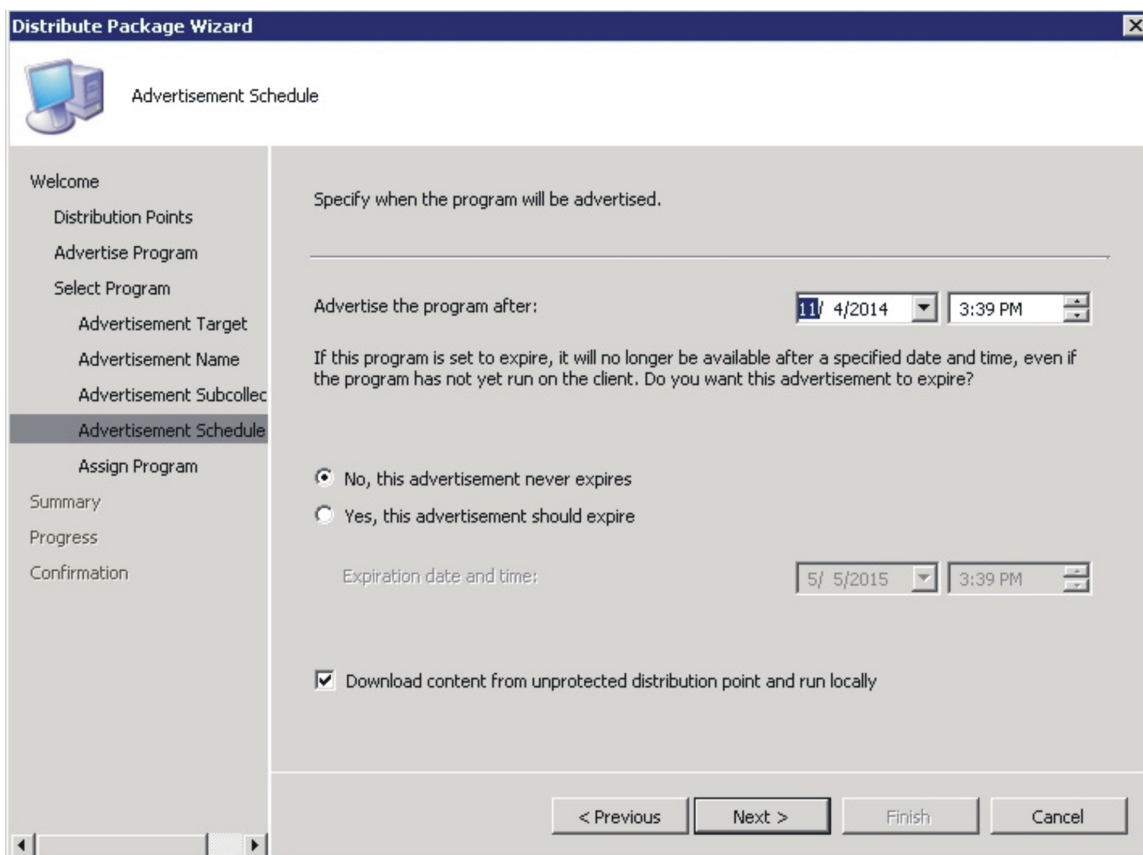 Distribute Package Wizard
Advertisement Schedule
Welcome
Distribution Points
Advertise Program
Select Program
Advertisement Target
Advertisement Name
Advertisement Subcollec
Advertisement Schedule
Assign Program
Summary
Progress
Confirmation
Specify when the program will be advertised.
Advertise the program after:
11/ 4/2014
3:39 PM
If this program is set to expire, it will no longer be available after a specified date and time, even if
the program has not yet run on the client. Do you want this advertisement to expire?
No, this advertisement never expires
Yes, this advertisement should expire
Expiration date and time:
5/ 5/2015
3:39 PM
Download content from unprotected distribution point and run locally
< Previous
Next >
Finish
Cancel